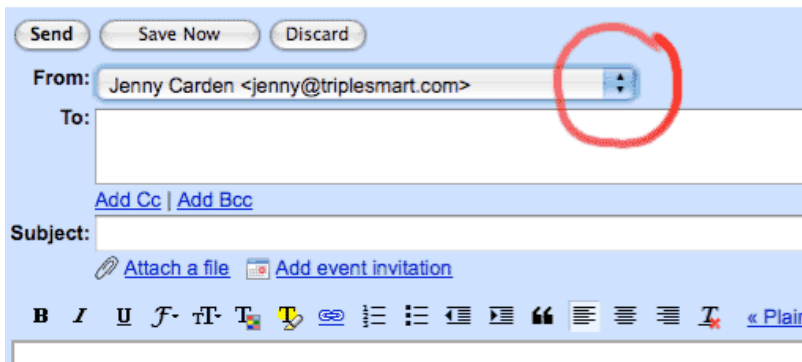 Send Save Now Discard
From: Jenny Carden <jenny@triplesmart.com>
To:
Add Cc | Add Bcc
Subject:
Attach a file Add event invitation
B I U F T T T « Plain